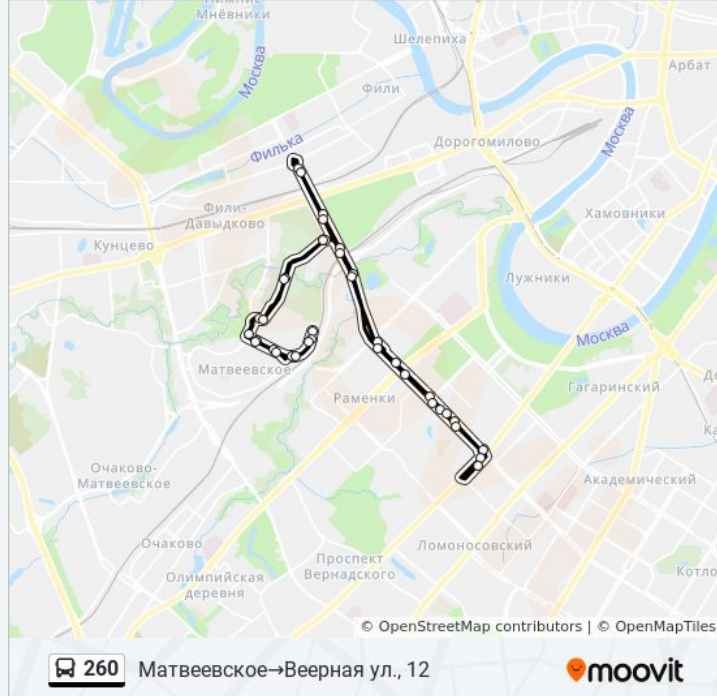 Нижние
Мнёвники
Москва
Шелепиха
Арбат
Фили
Филька
Дорогомилово
Москва
Фили-
Давыдково
Хамовники
Кунцево
Лужники
Москва
Матвеевское
Гагаринский
Раменки
Очаково-
Матвеевское
Академический
Ломоносовский
Очаково
Проспект
Вернадского
Олимпийская
деревня
© OpenStreetMap contributors | © OpenMapTiles
260 Матвеевское→Веерная ул., 12
moovit